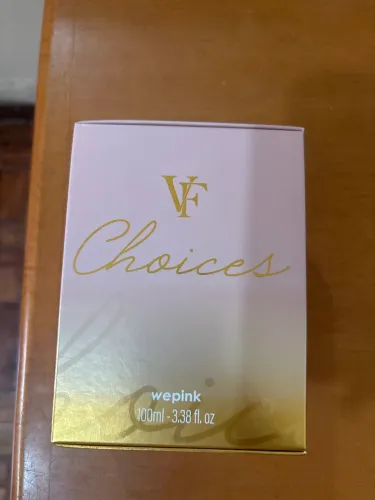 VF
Choices
wepink
100ml - 3.38 fl. oz